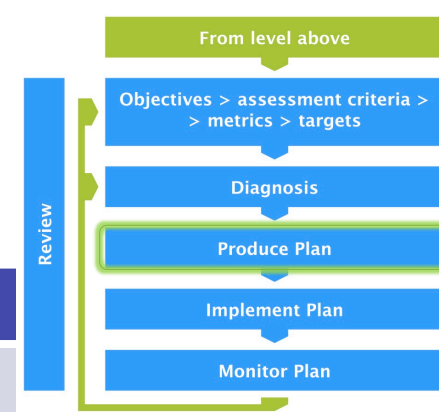 From level above
Objectives > assessment criteria >
> metrics > targets
Diagnosis
Review
Produce Plan
Implement Plan
Monitor Plan